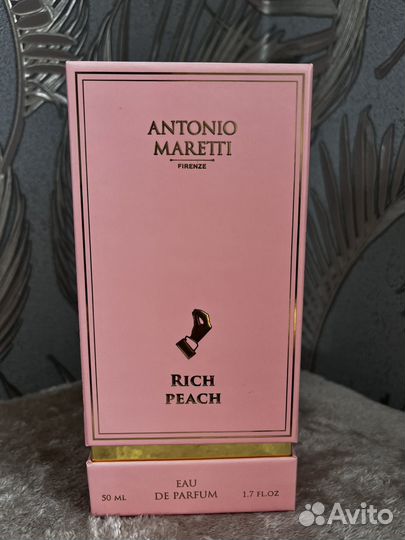 ANTONIO
MARETTI
FIRENZE
RICH
PEACH
EAU
50 ML DE PARFUM 1.7 FL.OZ
Avito